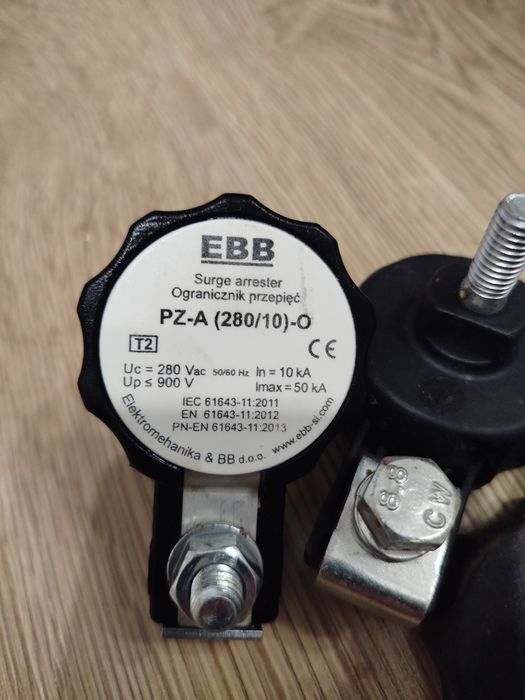 EBB
Surge arrester
Ogranicznik przepięć
PZ-A (280/10)-O
T2
CE
Uc = 280 VAC 50/60 Hz In = 10 kA
Up ≤ 900 V Imax = 50 kA
IEC 61643-11:2011
EN 61643-11:2012
PN-EN 61643-11:2013
Elektromehanika & BB d.o.o. www.ebb-si.com
8.8
CW